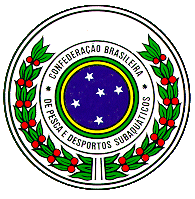 CONFEDERAÇÃO BRASILEIRA
DE PESCA E DESPORTOS SUBAQUÁTICOS